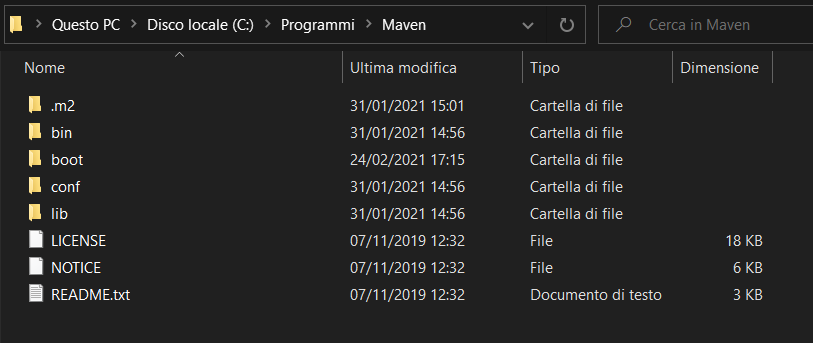 Questo PC > Disco locale (C:) > Programmi > Maven Cerca in Maven
Nome Ultima modifica Tipo Dimensione
.m2 31/01/2021 15:01 Cartella di file
bin 31/01/2021 14:56 Cartella di file
boot 24/02/2021 17:15 Cartella di file
conf 31/01/2021 14:56 Cartella di file
lib 31/01/2021 14:56 Cartella di file
LICENSE 07/11/2019 12:32 File 18 KB
NOTICE 07/11/2019 12:32 File 6 KB
README.txt 07/11/2019 12:32 Documento di testo 3 KB